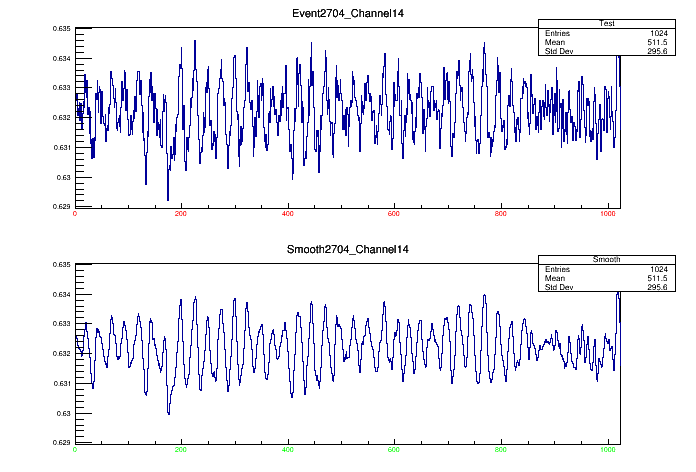 Event2704_Channel14
Test
Entries 1024
Mean 511.5
Std Dev 295.6
0.635
0.634
0.633
0.632
0.631
0.63
0.629
0 200 400 600 800 1000
Smooth2704_Channel14
Smooth
Entries 1024
Mean 511.5
Std Dev 295.6
0.635
0.634
0.633
0.632
0.631
0.63
0.629
0 200 400 600 800 1000